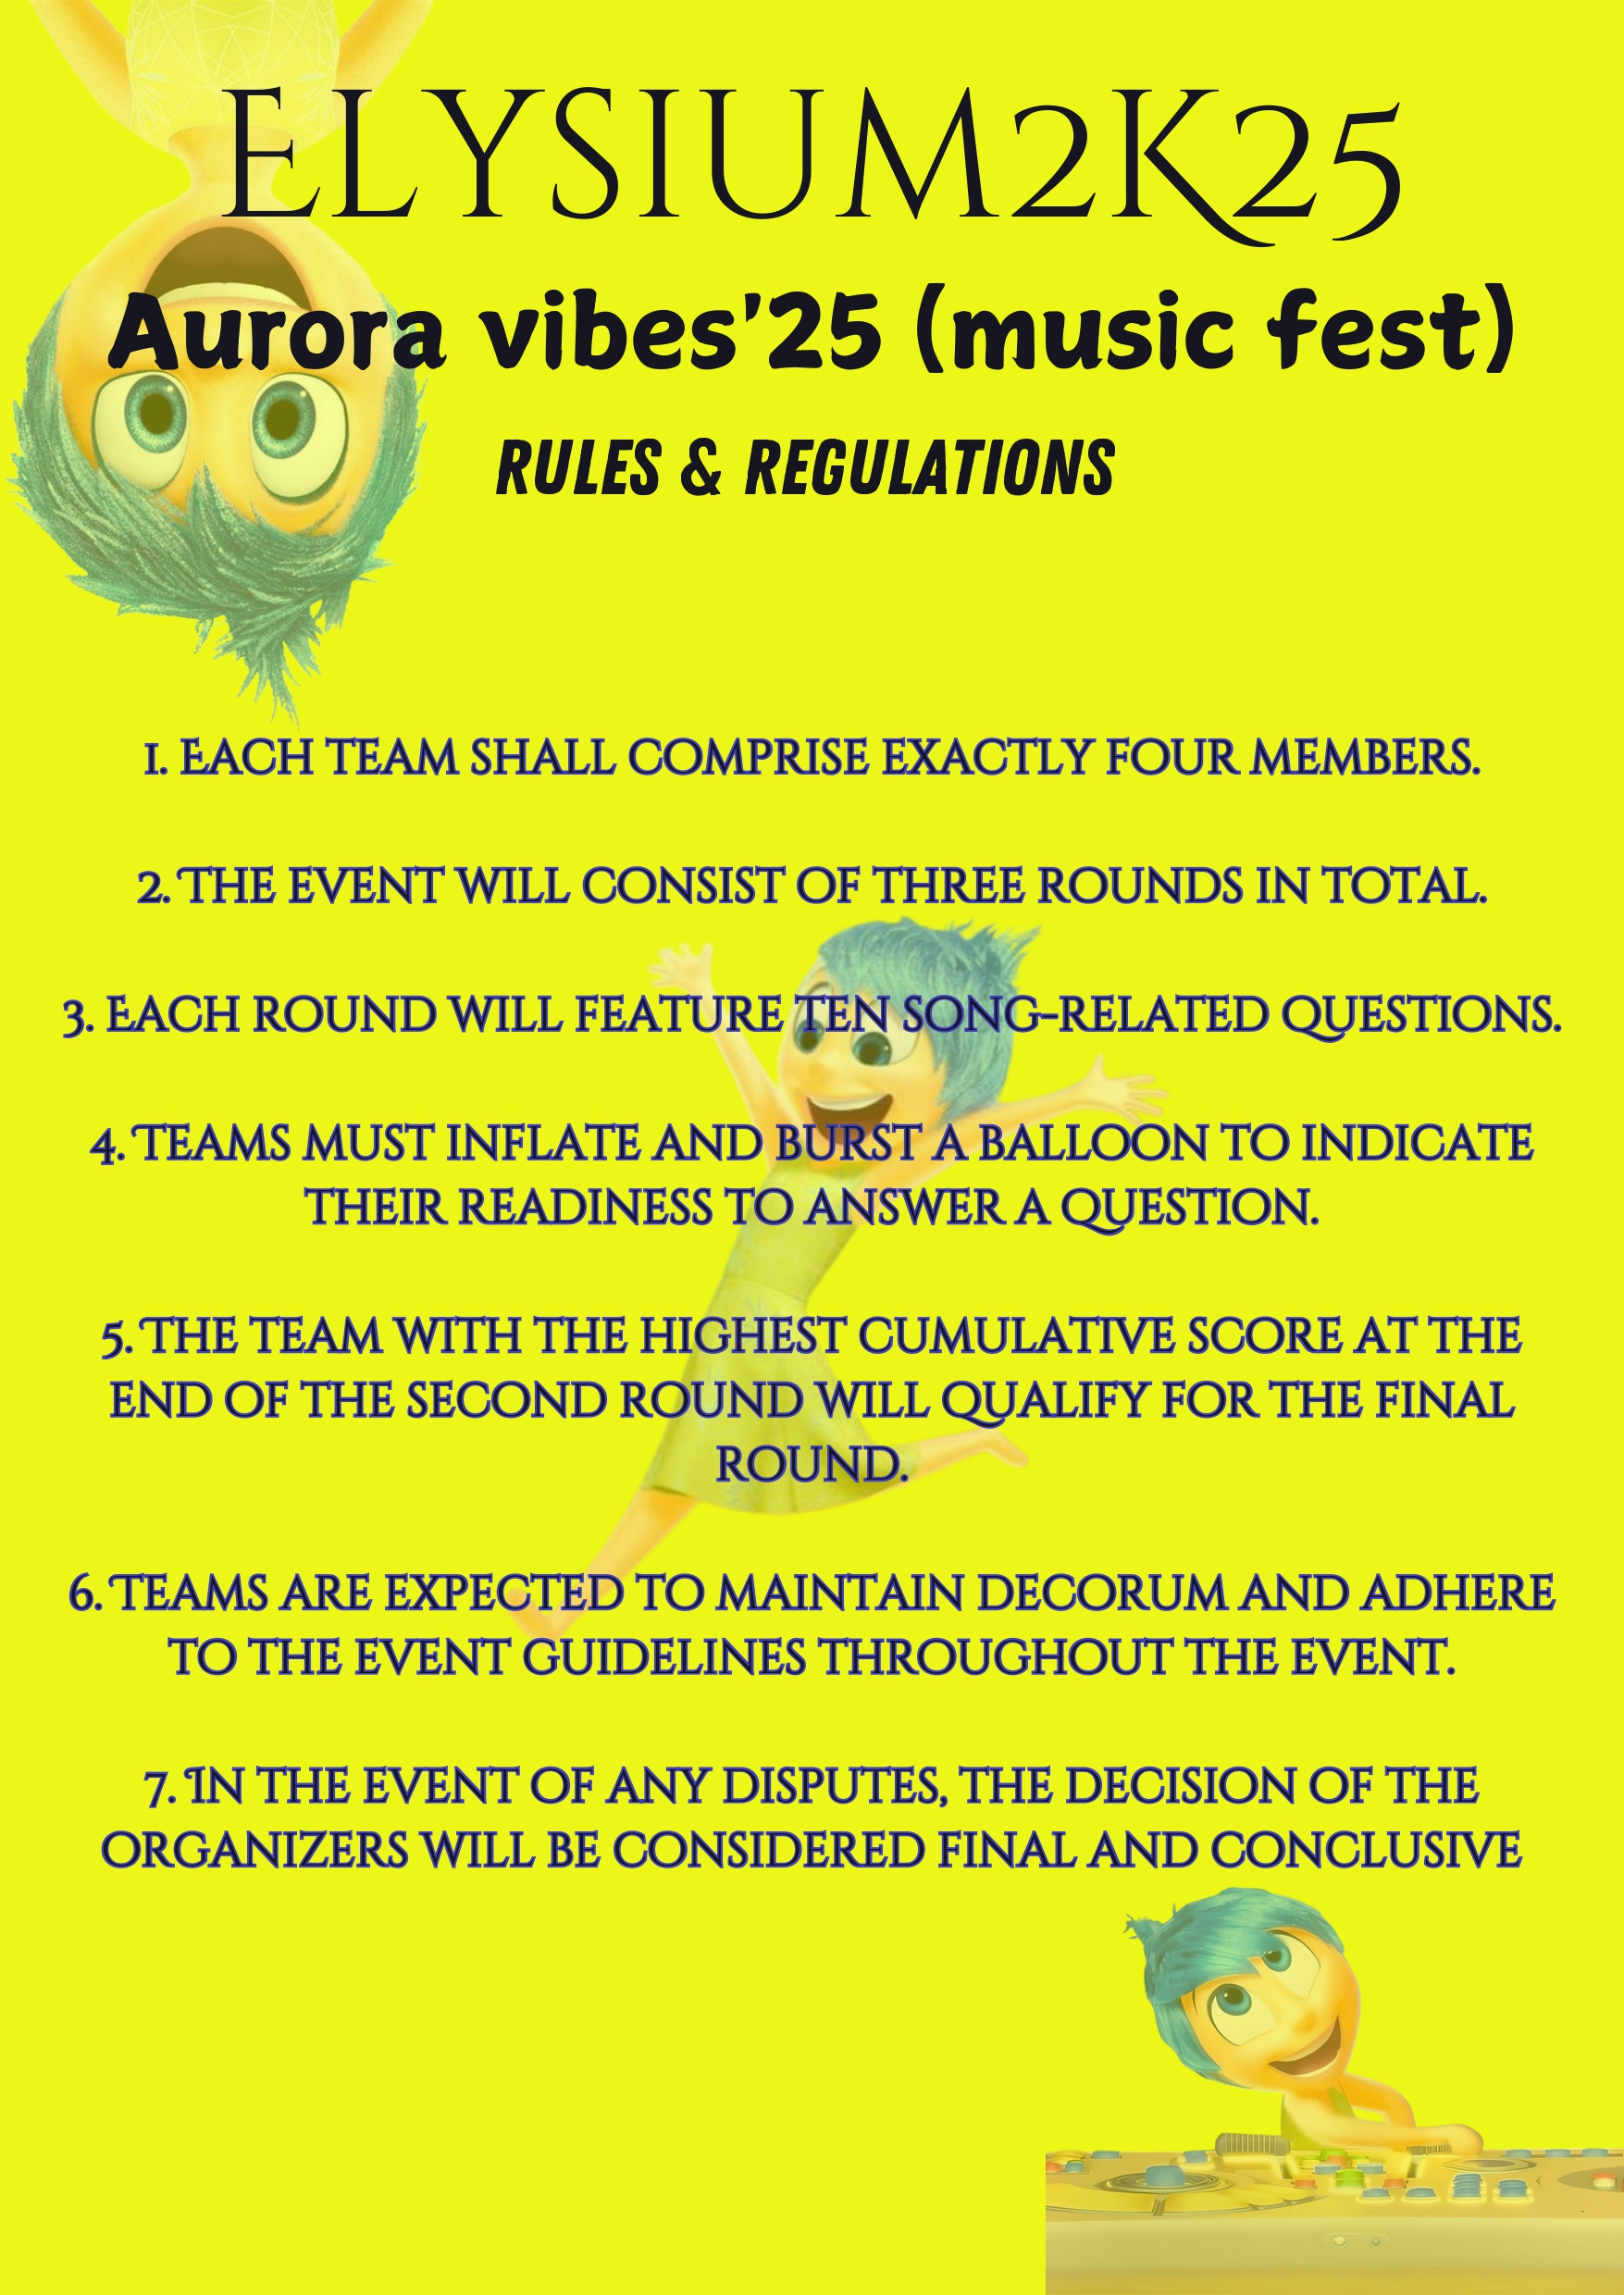 ELYSIUM2K25
Aurora vibes'25 (music fest)
RULES & REGULATIONS
1. Each team shall comprise exactly four members.
2. The event will consist of three rounds in total.
3. Each round will feature ten song-related questions.
4. Teams must inflate and burst a balloon to indicate
their readiness to answer a question.
5. The team with the highest cumulative score at the
end of the second round will qualify for the final
round.
6. Teams are expected to maintain decorum and adhere
to the event guidelines throughout the event.
7. In the event of any disputes, the decision of the
organizers will be considered final and conclusive